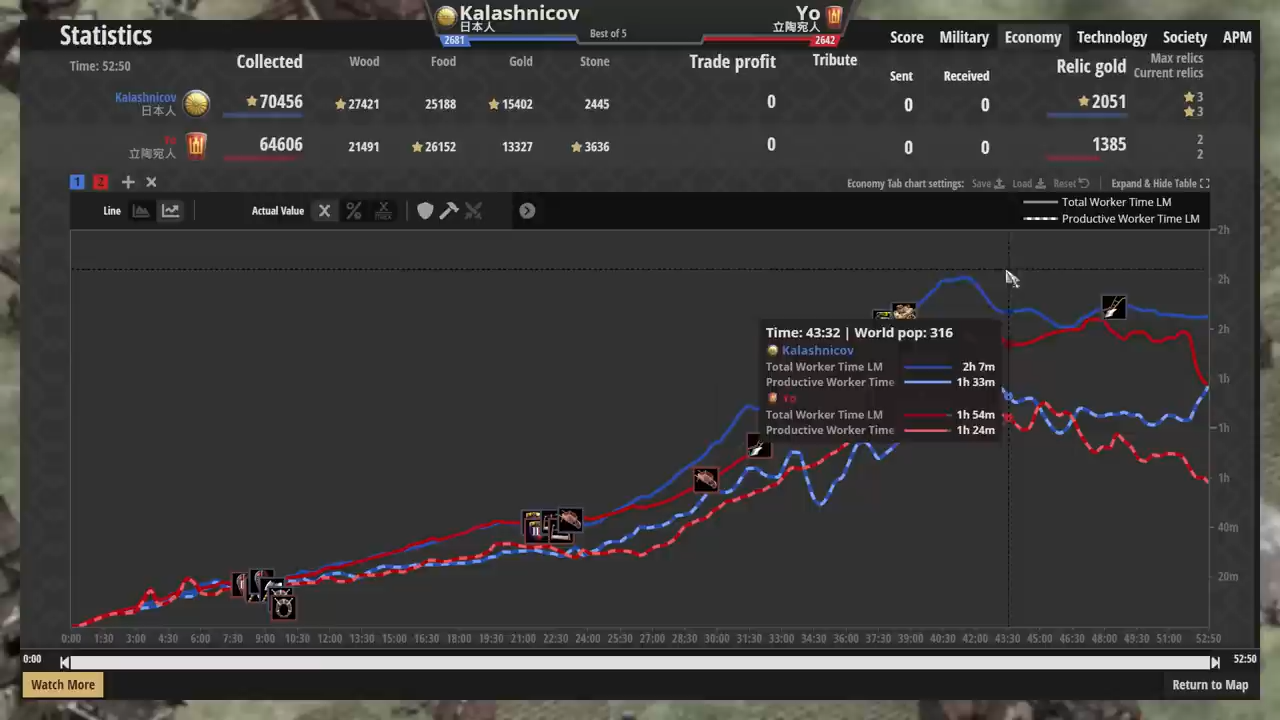 Kalashnicov
日本人
2681
Best of 5
Yo
立陶宛人
2642
Statistics
Score
Military
Economy
Technology
Society
APM
Time: 52:50
Collected
Wood
Food
Gold
Stone
Trade profit
Tribute
Sent
Received
Relic gold
Max relics
Current relics
Kalashnicov
日本人
70456
27421
25188
15402
2445
0
0
0
2051
3
3
Yo
立陶宛人
64606
21491
26152
13327
3636
0
0
0
1385
2
2
1
2
Economy Tab chart settings:
Save
Load
Reset
Expand & Hide Table
Line
Actual Value
Total Worker Time LM
Productive Worker Time LM
2h
2h
2h
1h
1h
1h
40m
20m
Time: 43:32 | World pop: 316
Kalashnicov
Total Worker Time LM 2h 7m
Productive Worker Time 1h 33m
Yo
Total Worker Time LM 1h 54m
Productive Worker Time 1h 24m
0:00 1:30 3:00 4:30 6:00 7:30 9:00 10:30 12:00 13:30 15:00 16:30 18:00 19:30 21:00 22:30 24:00 25:30 27:00 28:30 30:00 31:30 33:00 34:30 36:00 37:30 39:00 40:30 42:00 43:30 45:00 46:30 48:00 49:30 51:00 52:50
0:00
52:50
Watch More
Return to Map